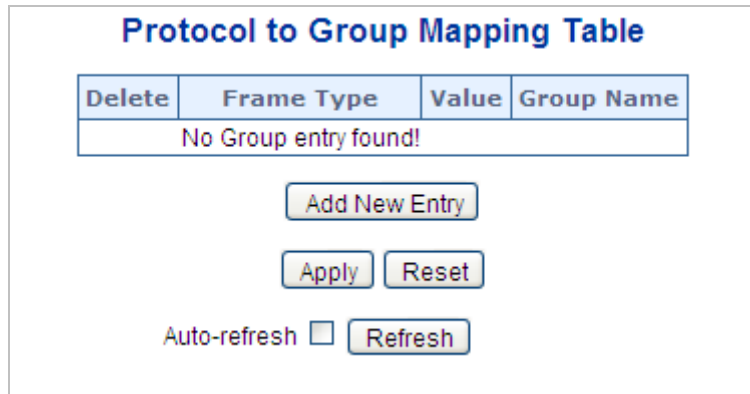 Protocol to Group Mapping Table
Delete Frame Type Value Group Name
No Group entry found!
Add New Entry
Apply Reset
Auto-refresh Refresh